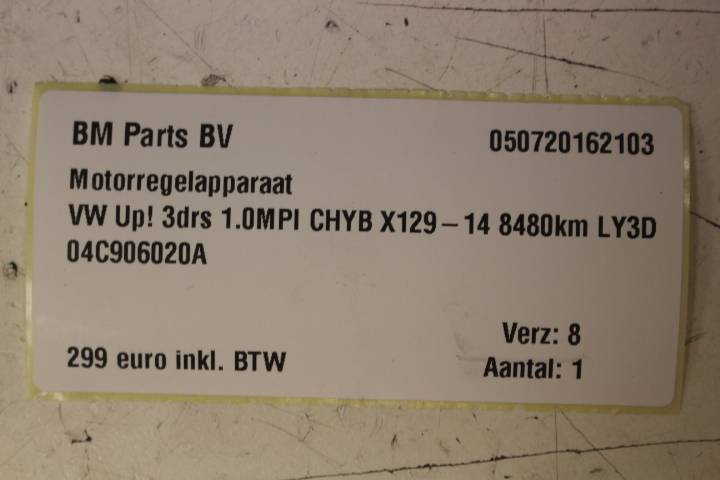 BM Parts BV 050720162103
Motorregelapparaat
VW Up! 3drs 1.0MPI CHYB X129-14 8480km LY3D
04C906020A
Verz: 8
299 euro inkl. BTW Aantal: 1